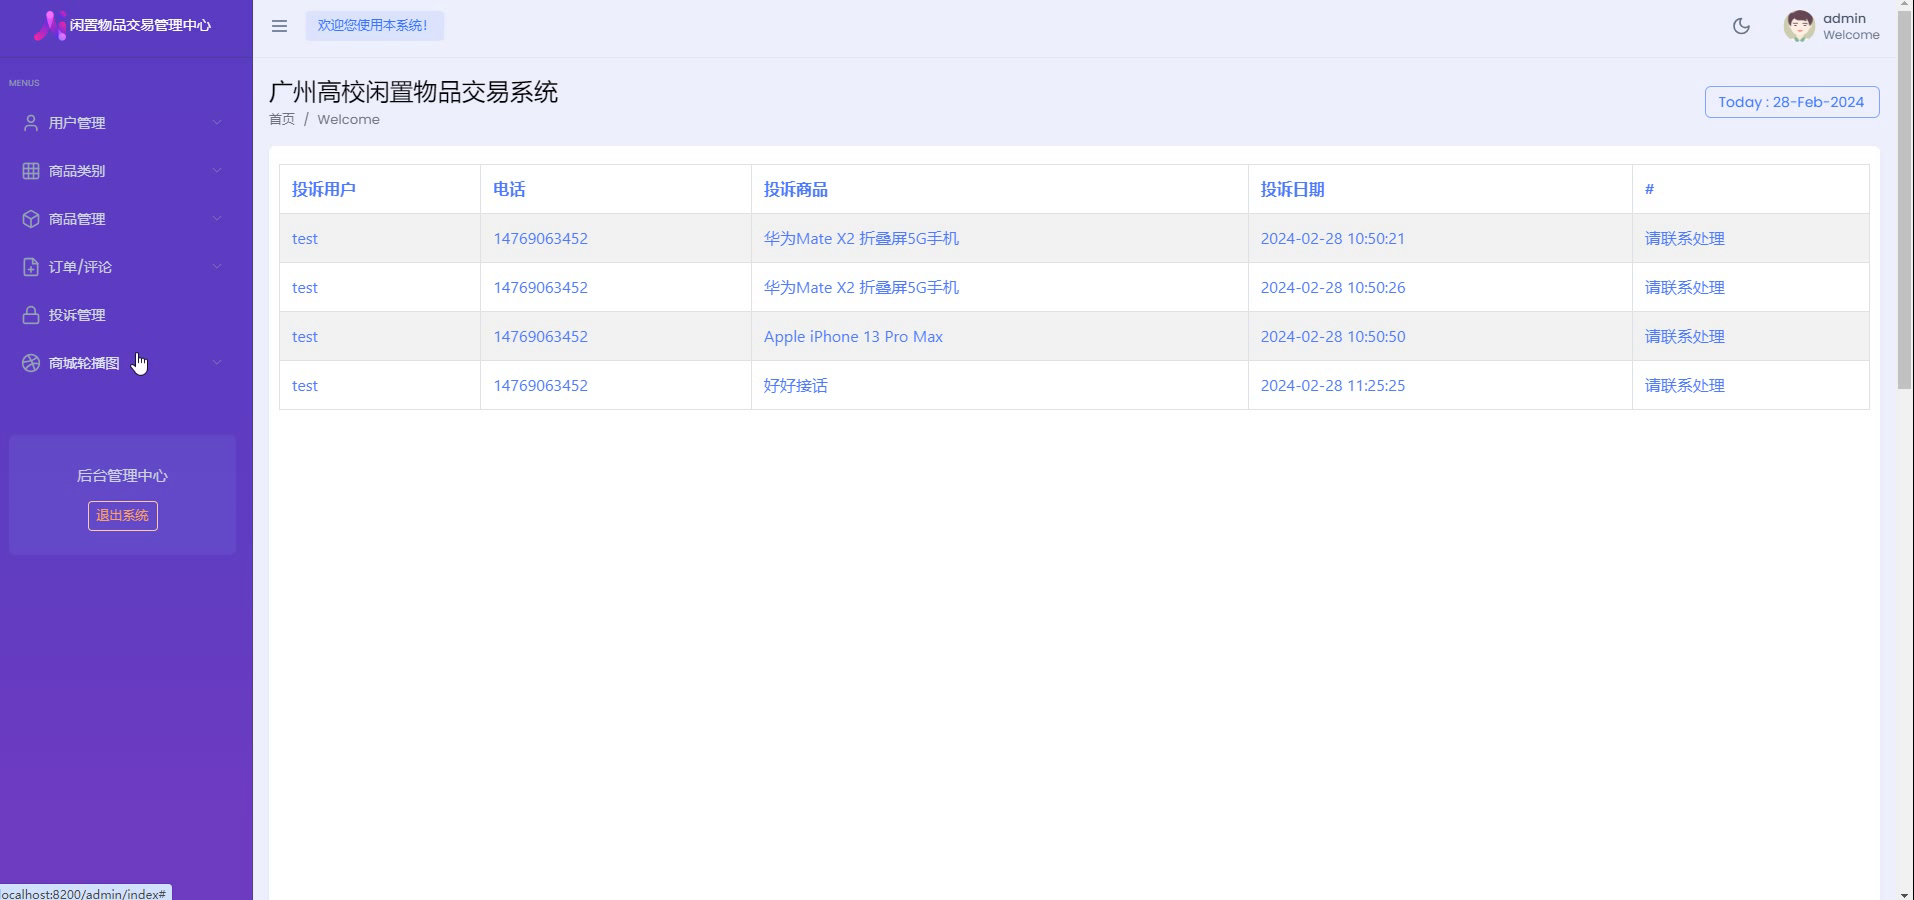 闲置物品交易管理中心
欢迎您使用本系统!
admin
Welcome
MENUS
用户管理
商品类别
商品管理
订单/评论
投诉管理
商城轮播图
后台管理中心
退出系统
广州高校闲置物品交易系统
首页 / Welcome
Today : 28-Feb-2024
投诉用户 电话 投诉商品 投诉日期 #
test 14769063452 华为Mate X2 折叠屏5G手机 2024-02-28 10:50:21 请联系处理
test 14769063452 华为Mate X2 折叠屏5G手机 2024-02-28 10:50:26 请联系处理
test 14769063452 Apple iPhone 13 Pro Max 2024-02-28 10:50:50 请联系处理
test 14769063452 好好接话 2024-02-28 11:25:25 请联系处理
localhost:8200/admin/index#